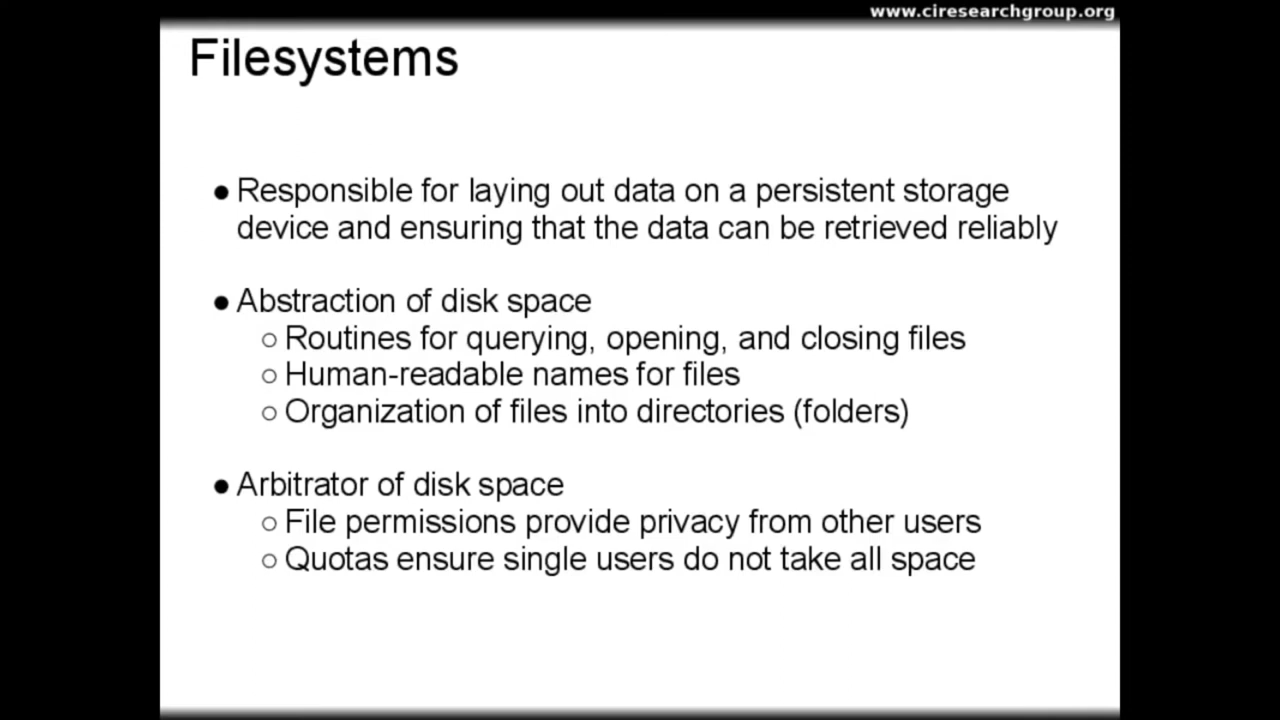 www.ciresearchgroup.org
Filesystems
● Responsible for laying out data on a persistent storage
device and ensuring that the data can be retrieved reliably
● Abstraction of disk space
○ Routines for querying, opening, and closing files
○ Human-readable names for files
○ Organization of files into directories (folders)
● Arbitrator of disk space
○ File permissions provide privacy from other users
○ Quotas ensure single users do not take all space